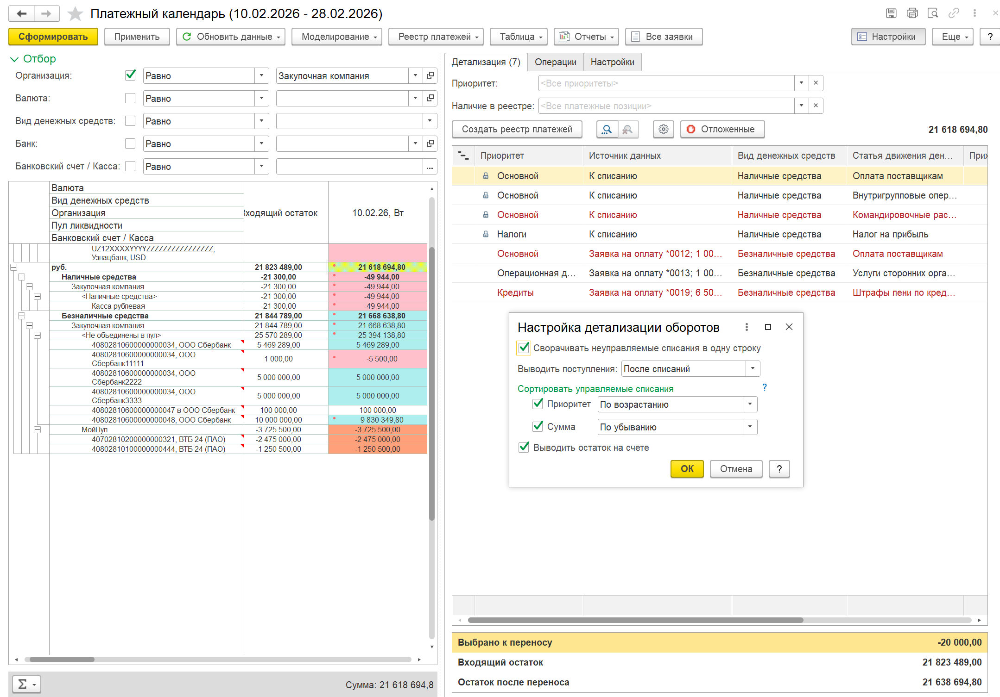 Платежный календарь (10.02.2026 - 28.02.2026)
Сформировать
Применить
Обновить данные
Моделирование
Реестр платежей
Таблица
Отчеты
Все заявки
Настройки
Еще
?
Отбор
Организация: Равно Закупочная компания
Валюта: Равно
Вид денежных средств: Равно
Банк: Равно
Банковский счет / Касса: Равно ...
Валюта
Вид денежных средств
Организация
Пул ликвидности
Банковский счет / Касса
Входящий остаток
10.02.26, Вт
UZ12XXXXYYYYZZZZZZZZZZZZZZZZ,
Узнацбанк, USD
руб. 21 823 489,00 21 618 694,80
Наличные средства -21 300,00 -49 944,00
Закупочная компания -21 300,00 -49 944,00
<Наличные средства> -21 300,00 -49 944,00
Касса рублевая -21 300,00 -49 944,00
Безналичные средства 21 844 789,00 21 668 638,80
Закупочная компания 21 844 789,00 21 668 638,80
<Не объединены в пул> 25 570 289,00 25 394 138,80
40802810600000000034, ООО Сбербанк 5 469 289,00 5 469 289,00
40802810600000000034, ООО
Сбербанк11111 1 000,00 -5 500,00
40802810600000000034, ООО
Сбербанк2222 5 000 000,00 5 000 000,00
40802810600000000034, ООО
Сбербанк3333 5 000 000,00 5 000 000,00
40802810600000000047 в ООО Сбербанк 100 000,00 100 000,00
40802810600000000048, ООО Сбербанк 10 000 000,00 9 830 349,80
МойПул -3 725 500,00 -3 725 500,00
40702810200000000321, ВТБ 24 (ПАО) -2 475 000,00 -2 475 000,00
40802810100000000444, ВТБ 24 (ПАО) -1 250 500,00 -1 250 500,00
Σ
Сумма: 21 618 694,8
Детализация (7)
Операции
Настройки
Приоритет: <Все приоритеты>
Наличие в реестре: <Все платежные позиции>
Создать реестр платежей
Отложенные
21 618 694,80
Приоритет Источник данных Вид денежных средств Статья движения ден... Прих
Основной К списанию Наличные средства Оплата поставщикам
Основной К списанию Наличные средства Внутригрупповые опер...
Основной К списанию Наличные средства Командировочные рас...
Налоги К списанию Наличные средства Налог на прибыль
Основной Заявка на оплату *0012; 1 00... Безналичные средства Оплата поставщикам
Операционная д... Заявка на оплату *0013; 1 00... Безналичные средства Услуги сторонних орга...
Кредиты Заявка на оплату *0019; 6 50... Безналичные средства Штрафы пени по кред...
Настройка детализации оборотов
Сворачивать неуправляемые списания в одну строку
Выводить поступления: После списаний
Сортировать управляемые списания ?
Приоритет По возрастанию
Сумма По убыванию
Выводить остаток на счете
ОК
Отмена
?
Выбрано к переносу -20 000,00
Входящий остаток 21 823 489,00
Остаток после переноса 21 638 694,80